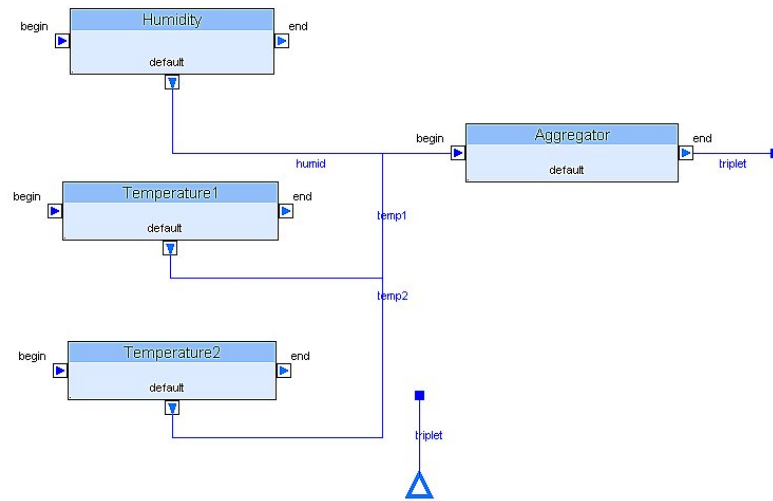 Humidity
begin
end
default
humid
begin
Aggregator
end
default
triplet
begin
Temperature1
end
default
temp1
temp2
begin
Temperature2
end
default
triplet